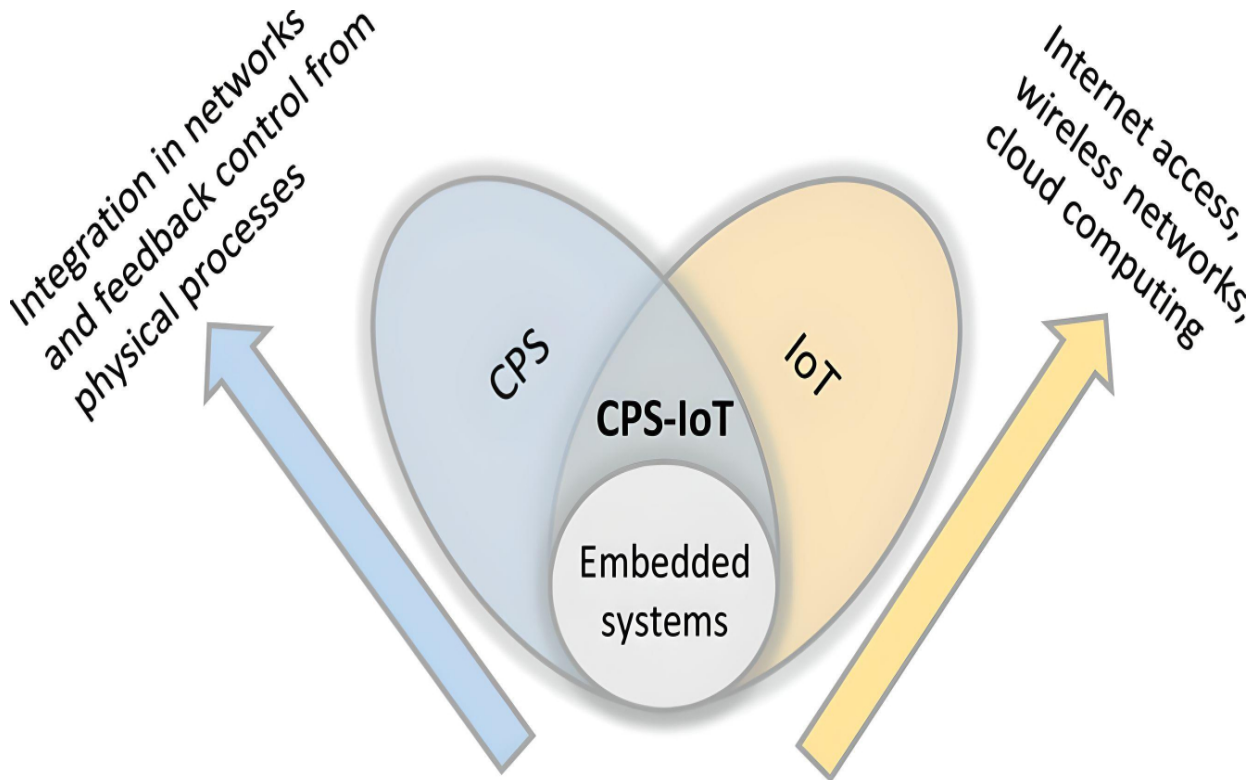 Integration in networks
and feedback control from
physical processes
Internet access,
wireless networks,
cloud computing
CPS
IoT
CPS-IoT
Embedded
systems